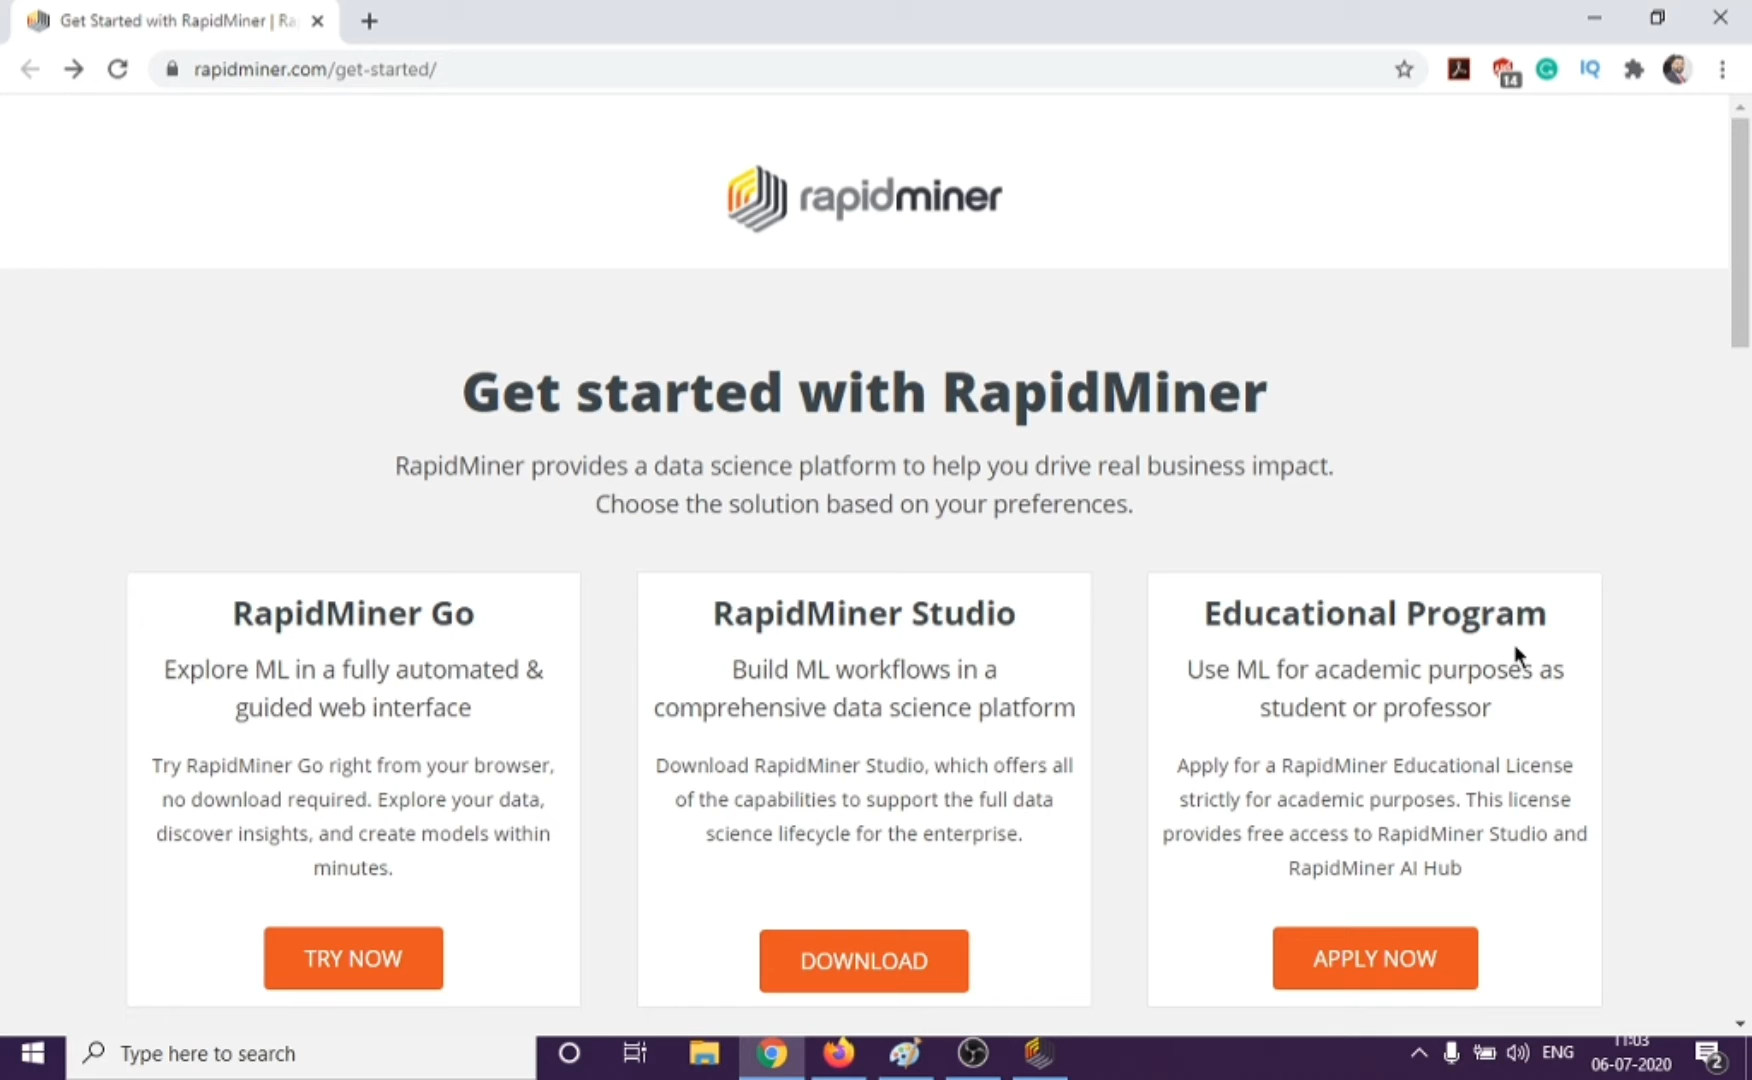 Get Started with RapidMiner | Ra
rapidminer.com/get-started/
14
IQ
rapidminer
Get started with RapidMiner
RapidMiner provides a data science platform to help you drive real business impact.
Choose the solution based on your preferences.
RapidMiner Go
Explore ML in a fully automated &
guided web interface
Try RapidMiner Go right from your browser,
no download required. Explore your data,
discover insights, and create models within
minutes.
TRY NOW
RapidMiner Studio
Build ML workflows in a
comprehensive data science platform
Download RapidMiner Studio, which offers all
of the capabilities to support the full data
science lifecycle for the enterprise.
DOWNLOAD
Educational Program
Use ML for academic purposes as
student or professor
Apply for a RapidMiner Educational License
strictly for academic purposes. This license
provides free access to RapidMiner Studio and
RapidMiner AI Hub
APPLY NOW
Type here to search
ENG
11:03
06-07-2020
2